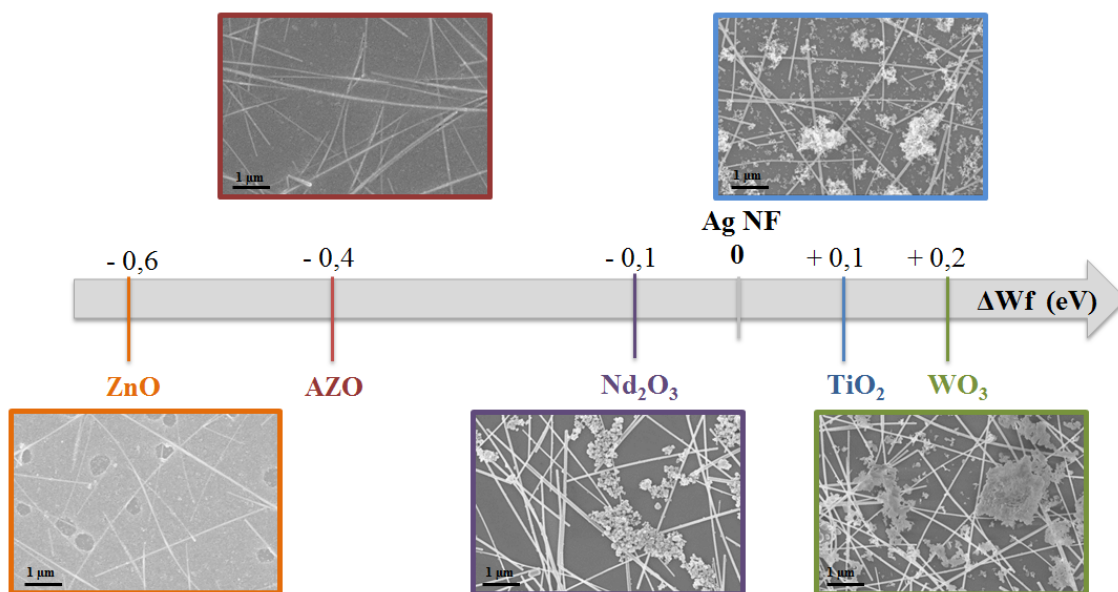 1 µm
1 µm
Ag NF
- 0,6
- 0,4
- 0,1
0
+ 0,1
+ 0,2
ΔWf (eV)
ZnO
AZO
Nd₂O₃
TiO₂
WO₃
1 µm
1 µm
1 µm